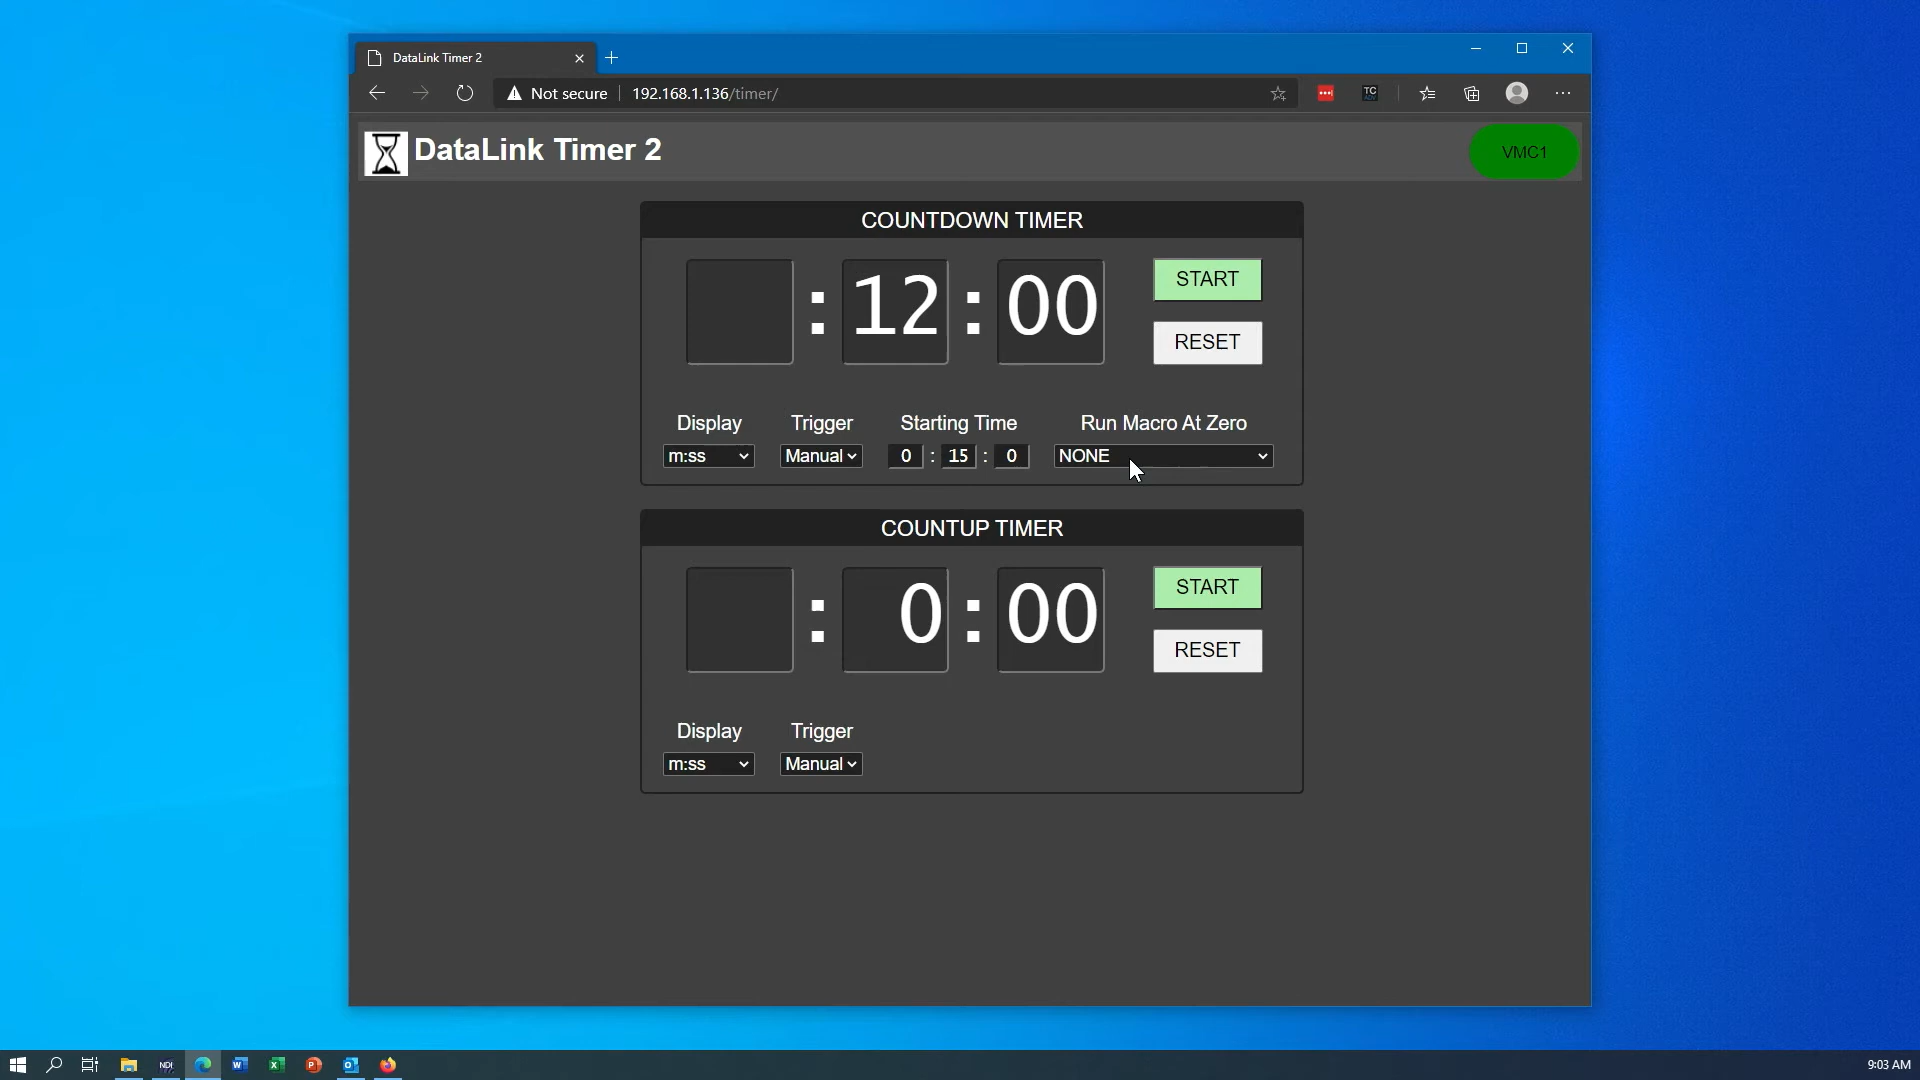 DataLink Timer 2
Not secure 192.168.1.136/timer/
TC
DataLink Timer 2
VMC1
COUNTDOWN TIMER
: 12 : 00
START
RESET
Display Trigger Starting Time Run Macro At Zero
m:ss Manual 0 : 15 : 0 NONE
COUNTUP TIMER
: 0 : 00
START
RESET
Display Trigger
m:ss Manual
NDI W X P O 9:03 AM